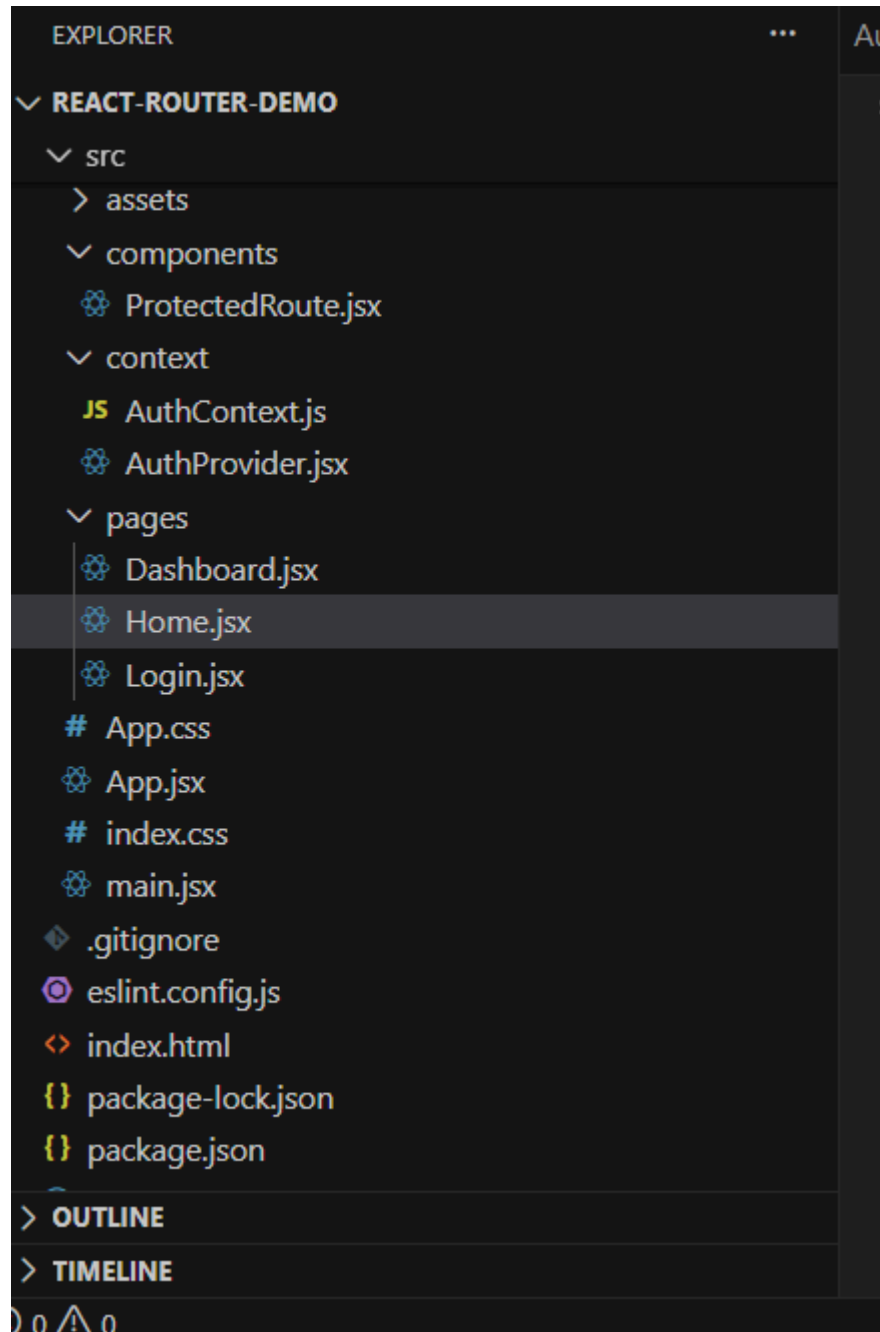 EXPLORER
Au
REACT-ROUTER-DEMO
src
assets
components
ProtectedRoute.jsx
context
JS AuthContext.js
AuthProvider.jsx
pages
Dashboard.jsx
Home.jsx
Login.jsx
# App.css
App.jsx
# index.css
main.jsx
.gitignore
eslint.config.js
<> index.html
{} package-lock.json
{} package.json
OUTLINE
TIMELINE
0 0